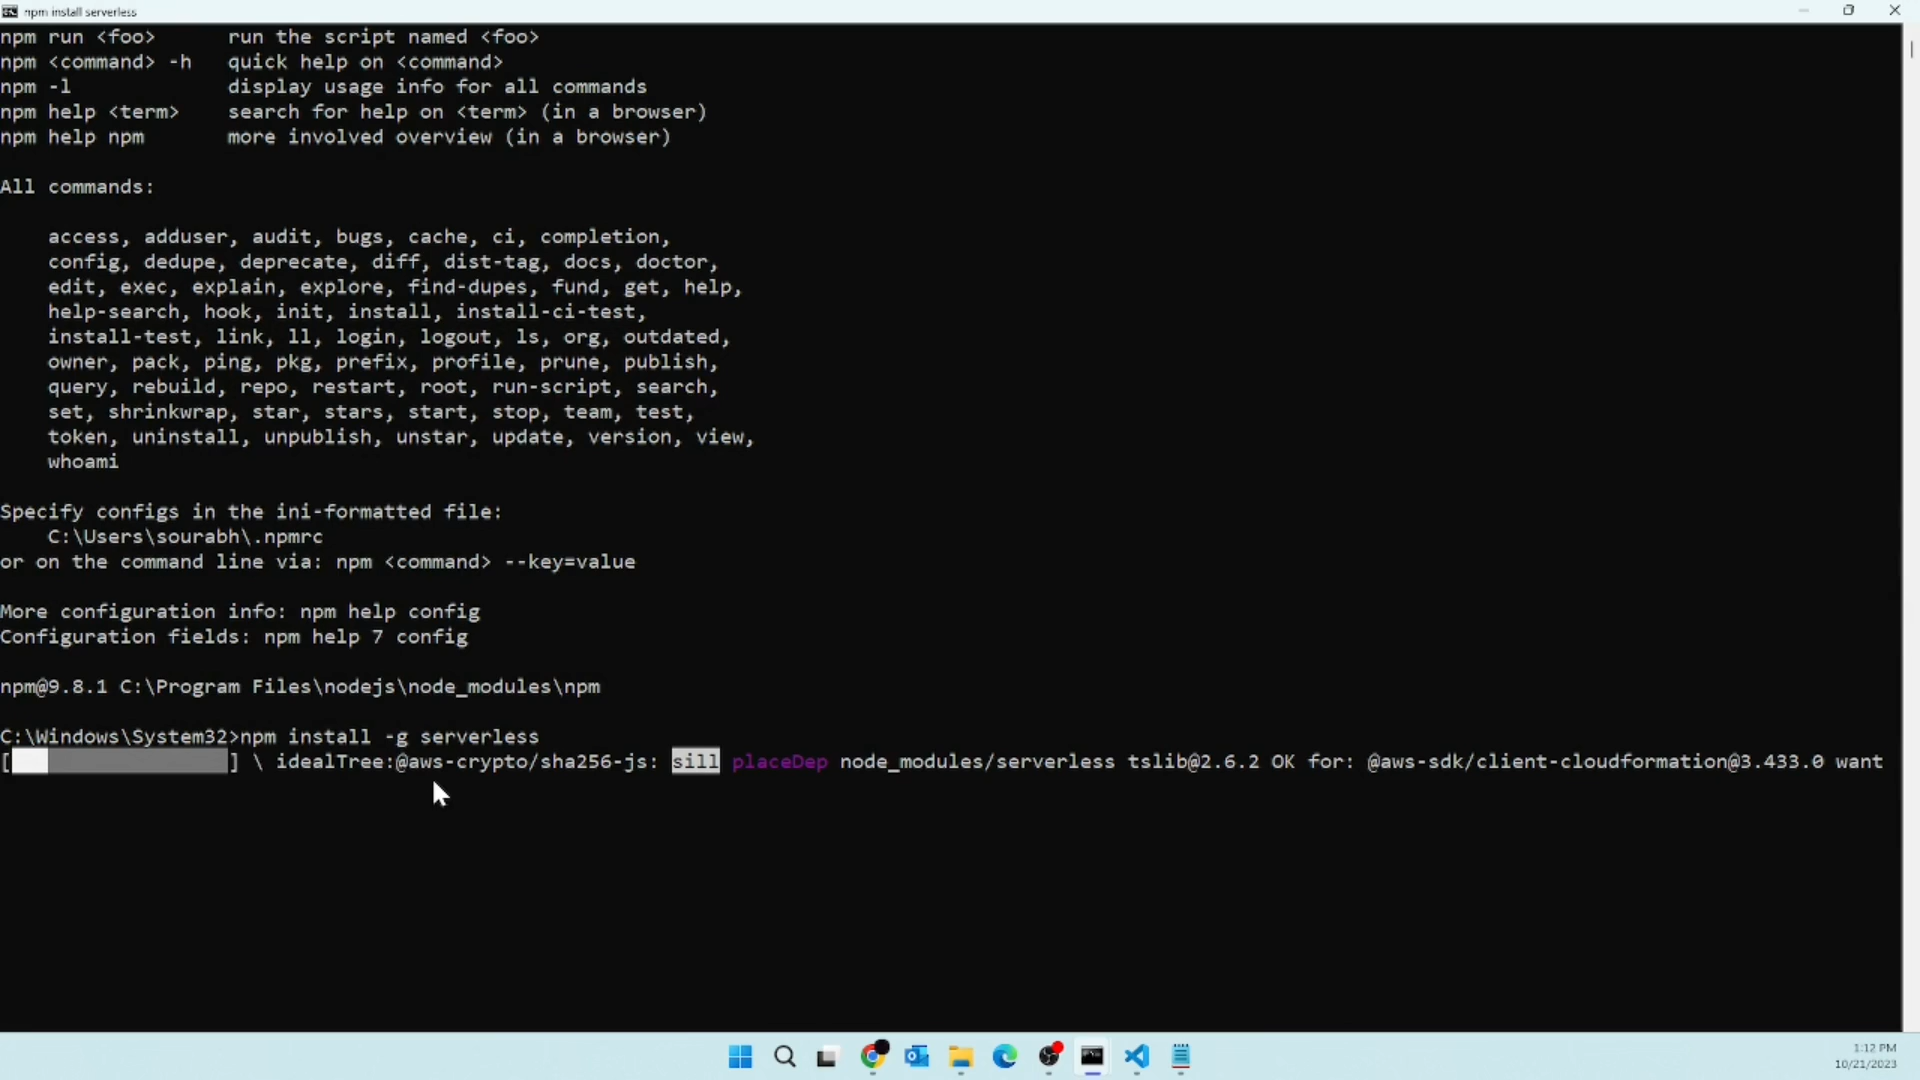 npm install serverless
npm run <foo>      run the script named <foo>
npm <command> -h   quick help on <command>
npm -l             display usage info for all commands
npm help <term>    search for help on <term> (in a browser)
npm help npm       more involved overview (in a browser)
All commands:
access, adduser, audit, bugs, cache, ci, completion,
config, dedupe, deprecate, diff, dist-tag, docs, doctor,
edit, exec, explain, explore, find-dupes, fund, get, help,
help-search, hook, init, install, install-ci-test,
install-test, link, ll, login, logout, ls, org, outdated,
owner, pack, ping, pkg, prefix, profile, prune, publish,
query, rebuild, repo, restart, root, run-script, search,
set, shrinkwrap, star, stars, start, stop, team, test,
token, uninstall, unpublish, unstar, update, version, view,
whoami
Specify configs in the ini-formatted file:
C:\Users\sourabh\.npmrc
or on the command line via: npm <command> --key=value
More configuration info: npm help config
Configuration fields: npm help 7 config
npm@9.8.1 C:\Program Files\nodejs\node_modules\npm
C:\Windows\System32>npm install -g serverless
[                  ] \ idealTree:@aws-crypto/sha256-js: sill placeDep node_modules/serverless tslib@2.6.2 OK for: @aws-sdk/client-cloudformation@3.433.0 want
1:12 PM
10/21/2023